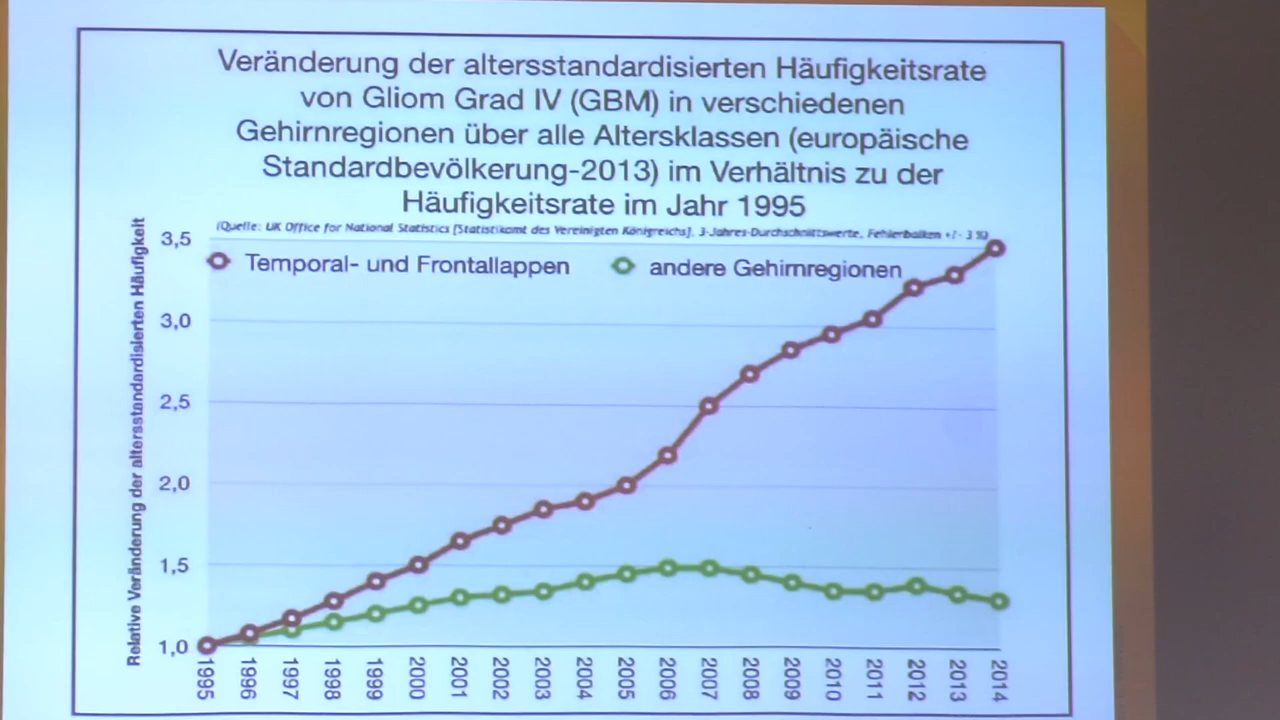 Veränderung der altersstandardisierten Häufigkeitsrate
von Gliom Grad IV (GBM) in verschiedenen
Gehirnregionen über alle Altersklassen (europäische
Standardbevölkerung-2013) im Verhältnis zu der
Häufigkeitsrate im Jahr 1995
(Quelle: UK Office for National Statistics [Statistikamt des Vereinigten Königreichs], 3-Jahres-Durchschnittswerte, Fehlerbalken +/- 3 %)
Temporal- und Frontallappen
andere Gehirnregionen
Relative Veränderung der altersstandardisierten Häufigkeit
3,5
3,0
2,5
2,0
1,5
1,0
1995 1996 1997 1998 1999 2000 2001 2002 2003 2004 2005 2006 2007 2008 2009 2010 2011 2012 2013 2014